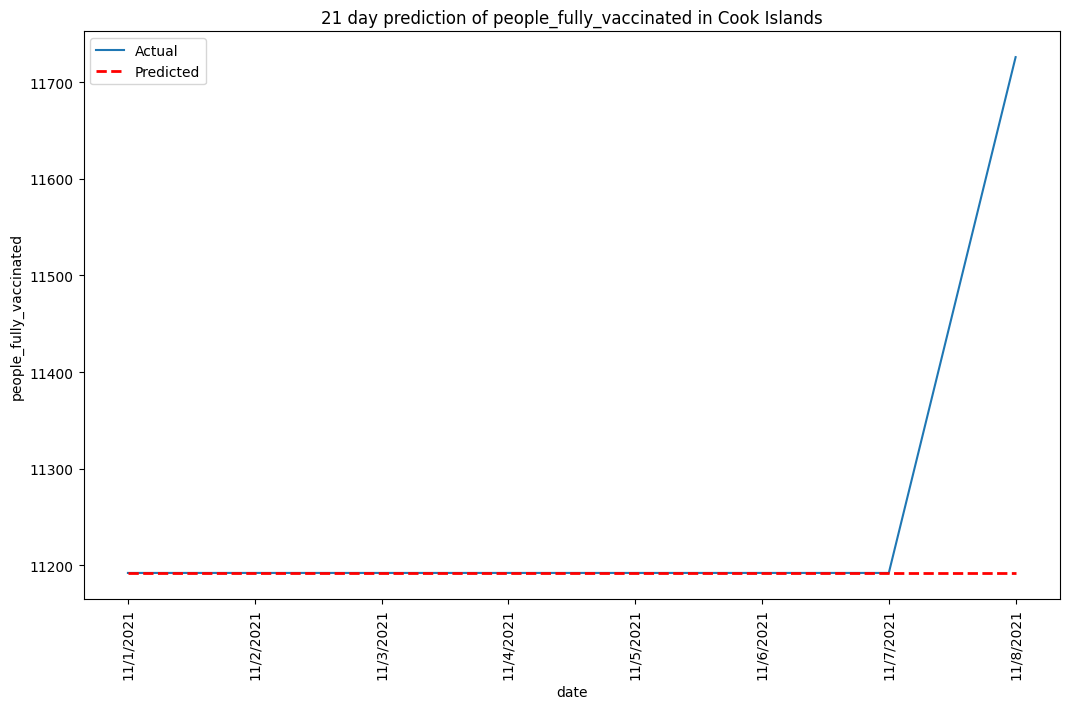 21 day prediction of people_fully_vaccinated in Cook Islands
Actual
Predicted
11700
11600
11500
11400
11300
11200
people_fully_vaccinated
11/1/2021
11/2/2021
11/3/2021
11/4/2021
11/5/2021
11/6/2021
11/7/2021
11/8/2021
date